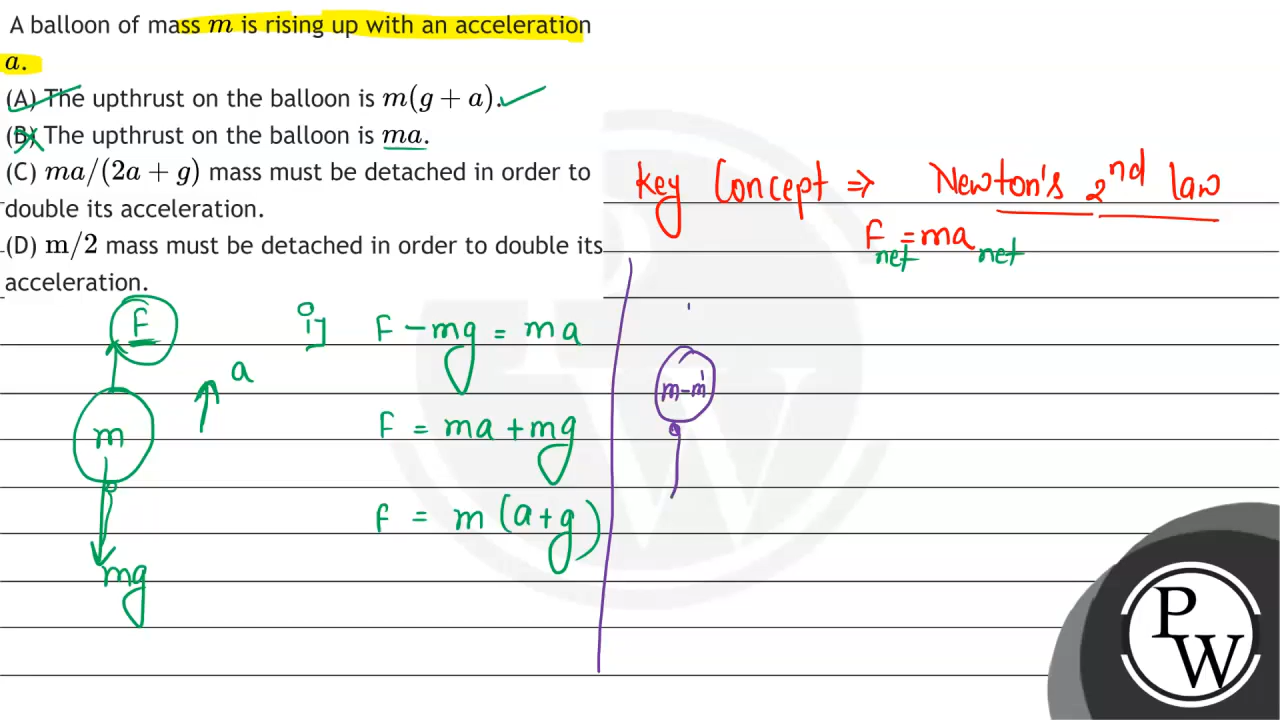 A balloon of mass m is rising up with an acceleration
a.
(A) The upthrust on the balloon is m(g + a).
(B) The upthrust on the balloon is ma.
(C) ma/(2a + g) mass must be detached in order to
double its acceleration.
(D) m/2 mass must be detached in order to double its
acceleration.
Key Concept ⇒ Newton's 2nd law
Fnet = manet
F
a
m
mg
i]
F - mg = ma
F = ma + mg
F = m (a+g)
m-m'
P
W
PW